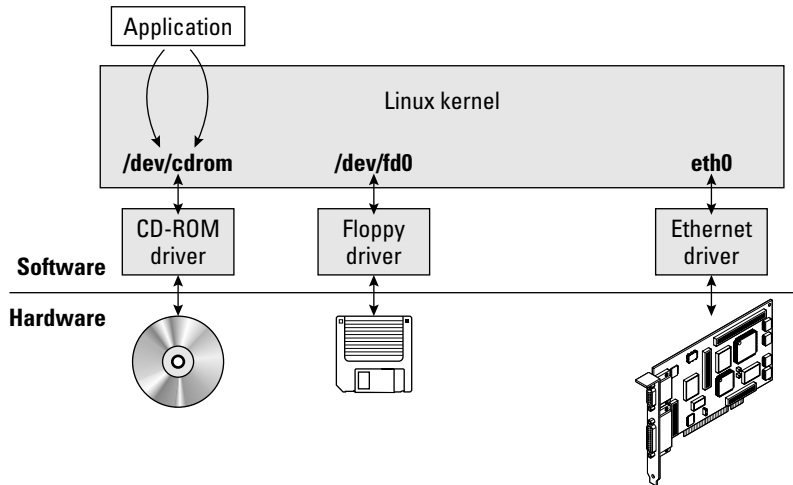 Application
Linux kernel
/dev/cdrom
/dev/fd0
eth0
CD-ROM
driver
Floppy
driver
Ethernet
driver
Software
Hardware